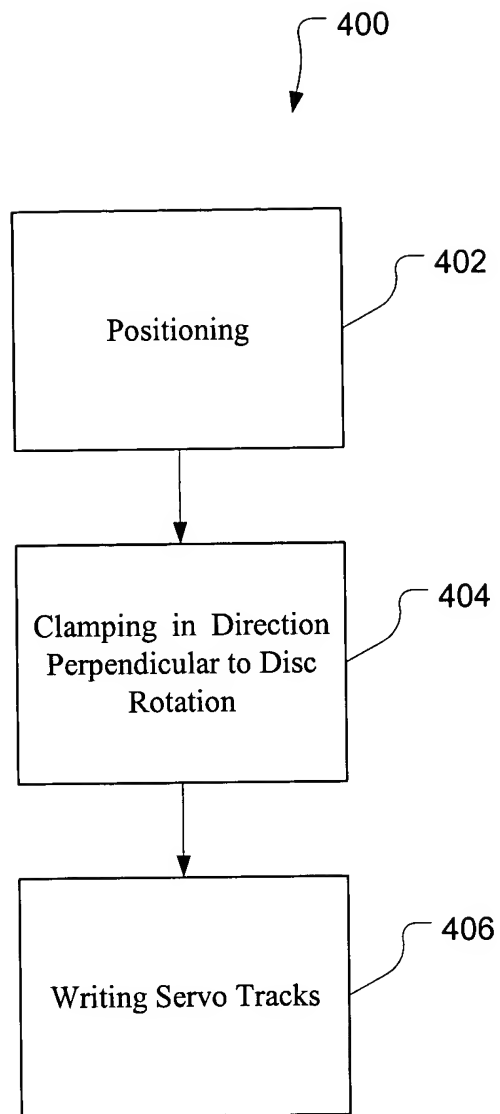 400
402
Positioning
404
Clamping in Direction
Perpendicular to Disc
Rotation
406
Writing Servo Tracks